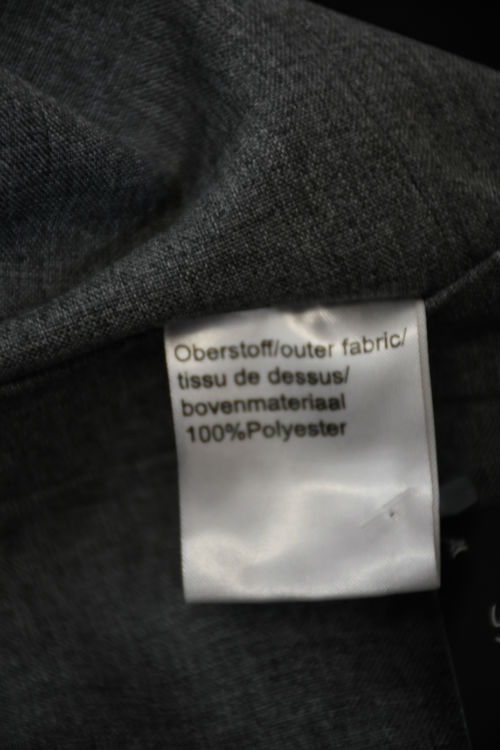 Oberstoff/outer fabric/
tissu de dessus/
bovenmateriaal
100%Polyester